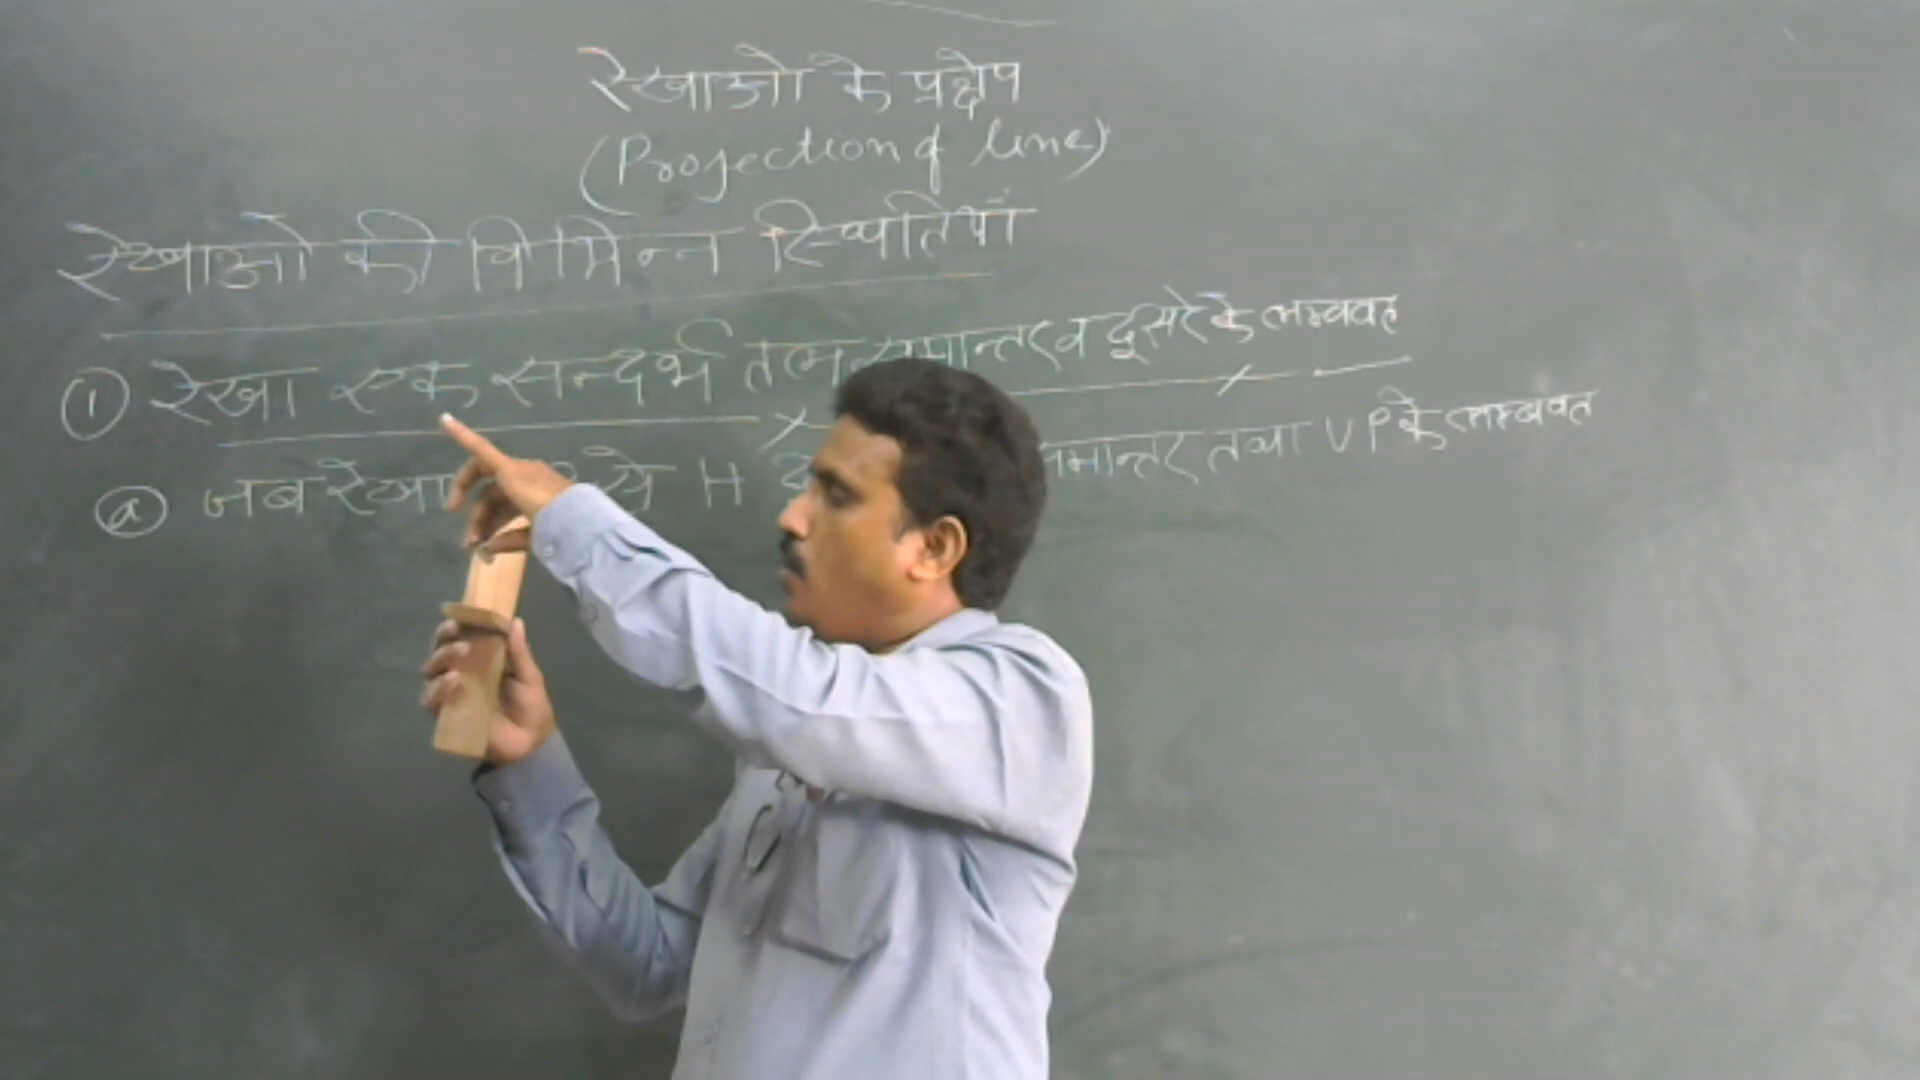 रेखाओ के प्रक्षेप
(Projection of line)
रेखाओ की विभिन्न स्थितियां
① रेखा एक सन्दर्भ तल समान्तर व दूसरे के लम्बवत
ⓐ जब रेखा से H समान्तर तथा VP के लम्बवत